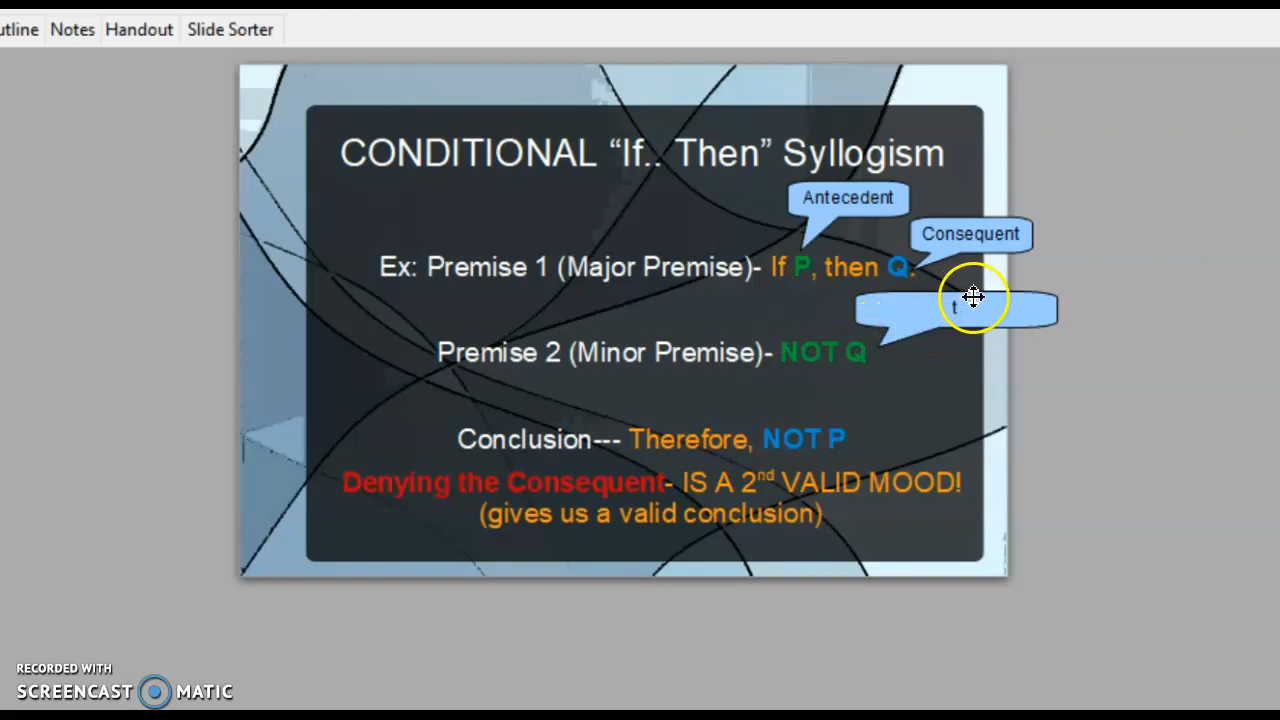 utline Notes Handout Slide Sorter
CONDITIONAL “If.. Then” Syllogism
Antecedent
Consequent
Ex: Premise 1 (Major Premise)- If P, then Q.
t
Premise 2 (Minor Premise)- NOT Q
Conclusion--- Therefore, NOT P
Denying the Consequent- IS A 2nd VALID MOOD!
(gives us a valid conclusion)
RECORDED WITH
SCREENCAST MATIC